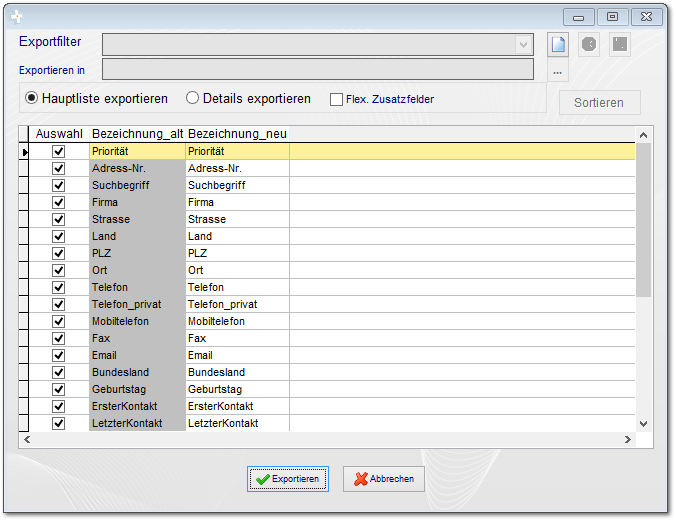 Exportfilter
Exportieren in
...
Hauptliste exportieren Details exportieren Flex. Zusatzfelder
Sortieren
Auswahl Bezeichnung_alt Bezeichnung_neu
Priorität Priorität
Adress-Nr. Adress-Nr.
Suchbegriff Suchbegriff
Firma Firma
Strasse Strasse
Land Land
PLZ PLZ
Ort Ort
Telefon Telefon
Telefon_privat Telefon_privat
Mobiltelefon Mobiltelefon
Fax Fax
Email Email
Bundesland Bundesland
Geburtstag Geburtstag
ErsterKontakt ErsterKontakt
LetzterKontakt LetzterKontakt
Exportieren Abbrechen